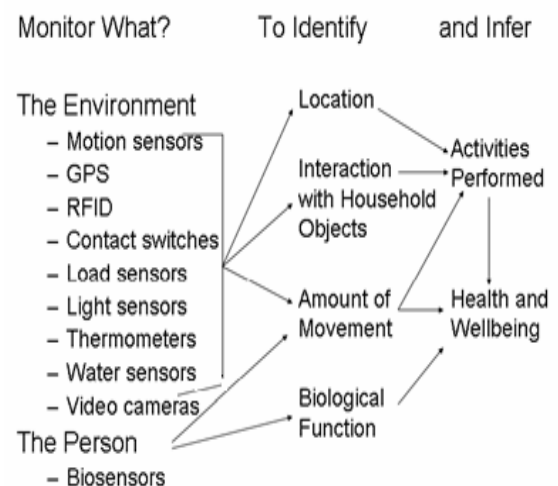 Monitor What? To Identify and Infer
The Environment
– Motion sensors
– GPS
– RFID
– Contact switches
– Load sensors
– Light sensors
– Thermometers
– Water sensors
– Video cameras
The Person
– Biosensors
Location
Interaction
with Household
Objects
Amount of
Movement
Biological
Function
Activities
Performed
Health and
Wellbeing